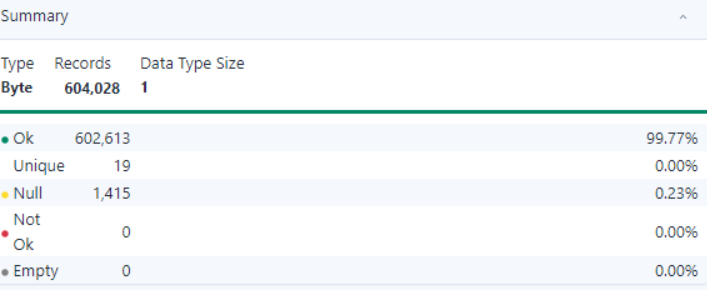 Summary
Type Records Data Type Size
Byte 604,028 1
Ok 602,613 99.77%
Unique 19 0.00%
Null 1,415 0.23%
Not
Ok 0 0.00%
Empty 0 0.00%